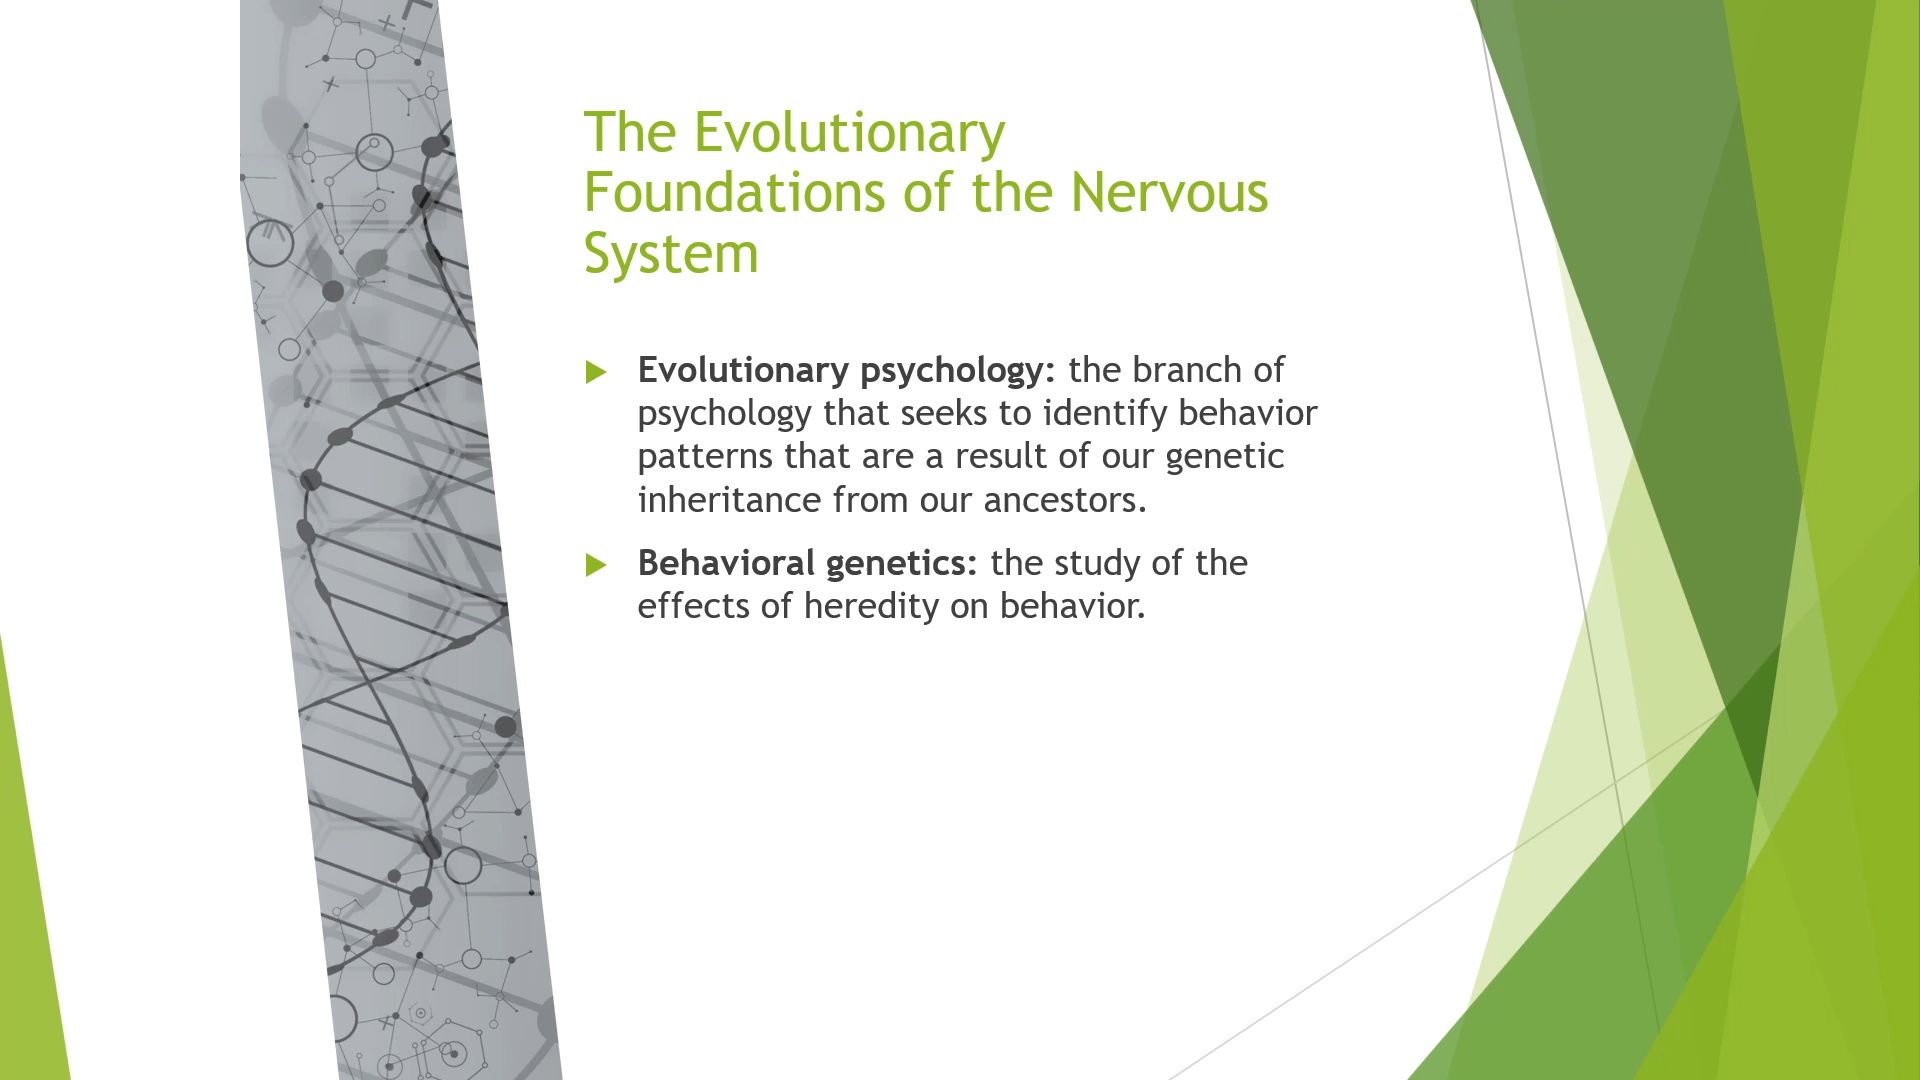 The Evolutionary
Foundations of the Nervous
System
Evolutionary psychology: the branch of
psychology that seeks to identify behavior
patterns that are a result of our genetic
inheritance from our ancestors.
Behavioral genetics: the study of the
effects of heredity on behavior.